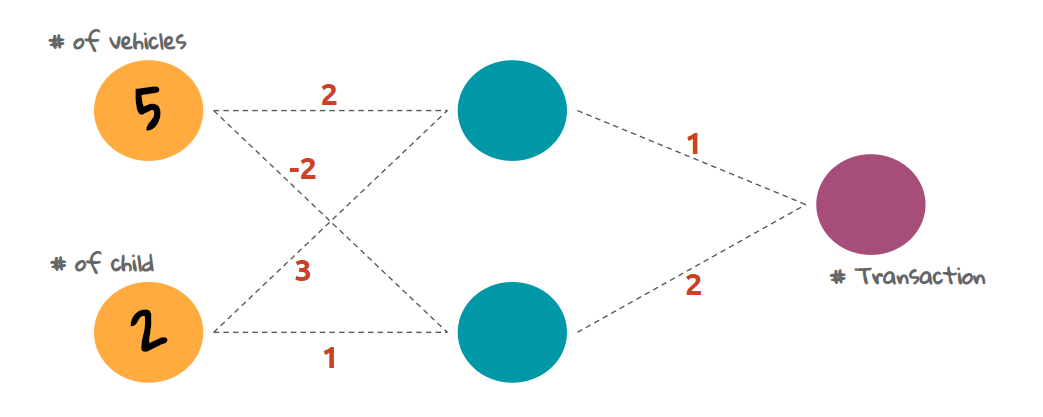 # of vehicles
5
2
-2
1
# of child
2
3
1
2
# Transaction